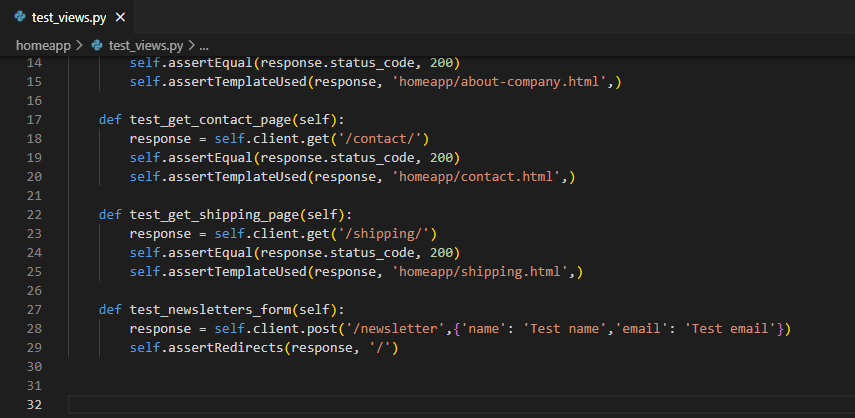 test_views.py ×
homeapp > test_views.py > ...
14 self.assertEqual(response.status_code, 200)
15 self.assertTemplateUsed(response, 'homeapp/about-company.html',)
16
17 def test_get_contact_page(self):
18 response = self.client.get('/contact/')
19 self.assertEqual(response.status_code, 200)
20 self.assertTemplateUsed(response, 'homeapp/contact.html',)
21
22 def test_get_shipping_page(self):
23 response = self.client.get('/shipping/')
24 self.assertEqual(response.status_code, 200)
25 self.assertTemplateUsed(response, 'homeapp/shipping.html',)
26
27 def test_newsletters_form(self):
28 response = self.client.post('/newsletter',{'name': 'Test name','email': 'Test email'})
29 self.assertRedirects(response, '/')
30
31
32